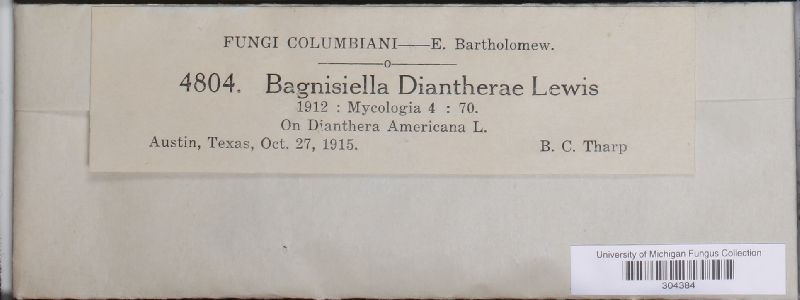 FUNGI COLUMBIANI——E. Bartholomew.
4804. Bagnisiella Diantherae Lewis
1912 : Mycologia 4 : 70.
On Dianthera Americana L.
Austin, Texas, Oct. 27, 1915. B. C. Tharp
University of Michigan Fungus Collection
304384